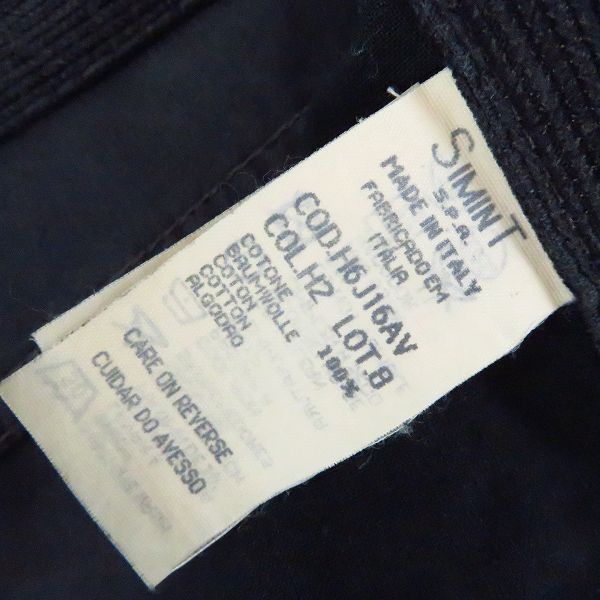 SIMINT
S.P.A.
MADE IN ITALY
FABRICADO EM
ITALIA
COD.H6J16AV
COL.H2 LOT.8
COTONE
BAUMWOLLE
COTON
COTTON
ALGODRO
100%
CARE ON REVERSE
CUIDAR DO AVESSO